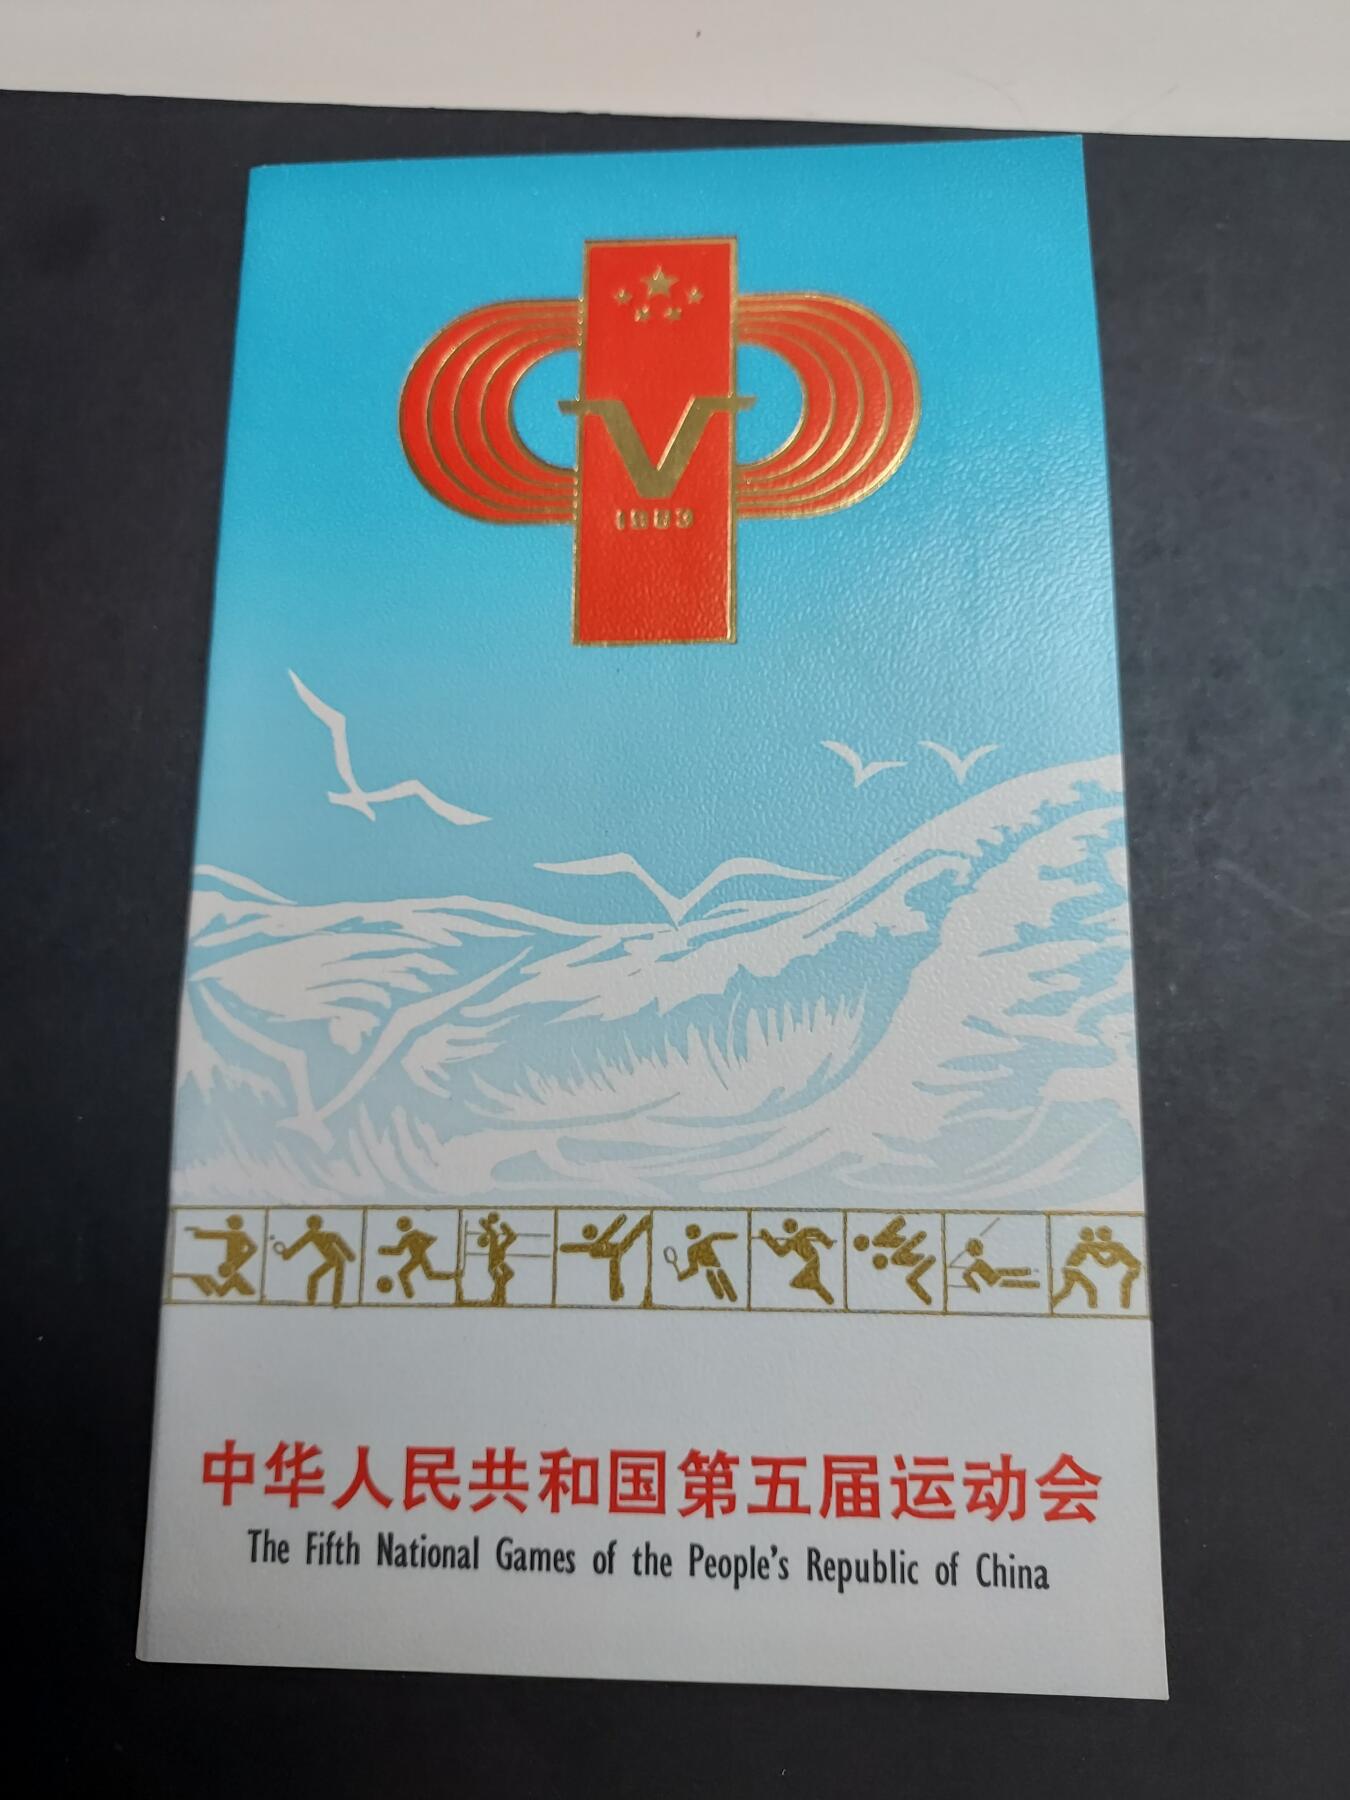 V
1983
中华人民共和国第五届运动会
The Fifth National Games of the People's Republic of China